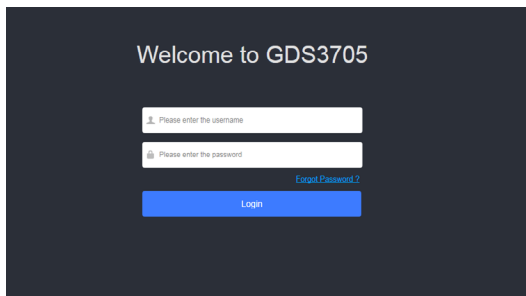 Welcome to GDS3705
Please enter the username
Please enter the password
Forgot Password ?
Login